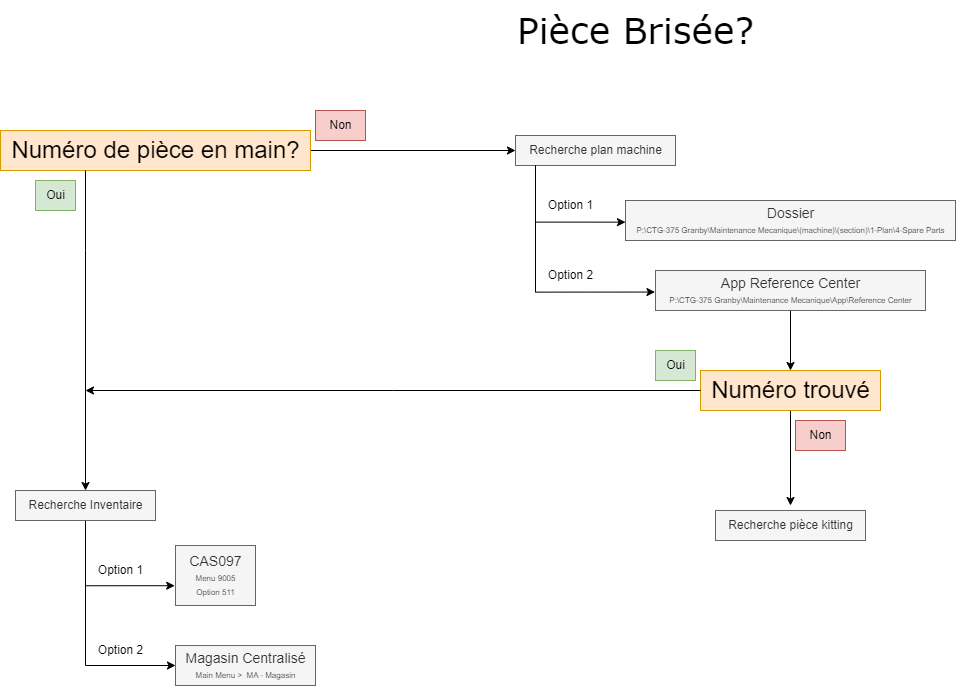 Pièce Brisée?
Non
Numéro de pièce en main?
Recherche plan machine
Oui
Option 1
Dossier
P:\CTG-375 Granby\Maintenance Mecanique\(machine)\(section)\1-Plan\4-Spare Parts
Option 2
App Reference Center
P:\CTG-375 Granby\Maintenance Mecanique\App\Reference Center
Oui
Numéro trouvé
Non
Recherche Inventaire
Recherche pièce kitting
Option 1
CAS097
Menu 9005
Option 511
Option 2
Magasin Centralisé
Main Menu > MA - Magasin